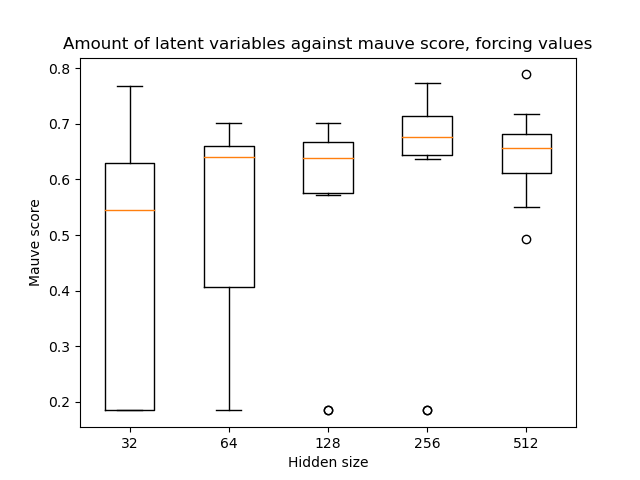 Amount of latent variables against mauve score, forcing values
0.8
0.7
0.6
0.5
0.4
0.3
0.2
Mauve score
32 64 128 256 512
Hidden size